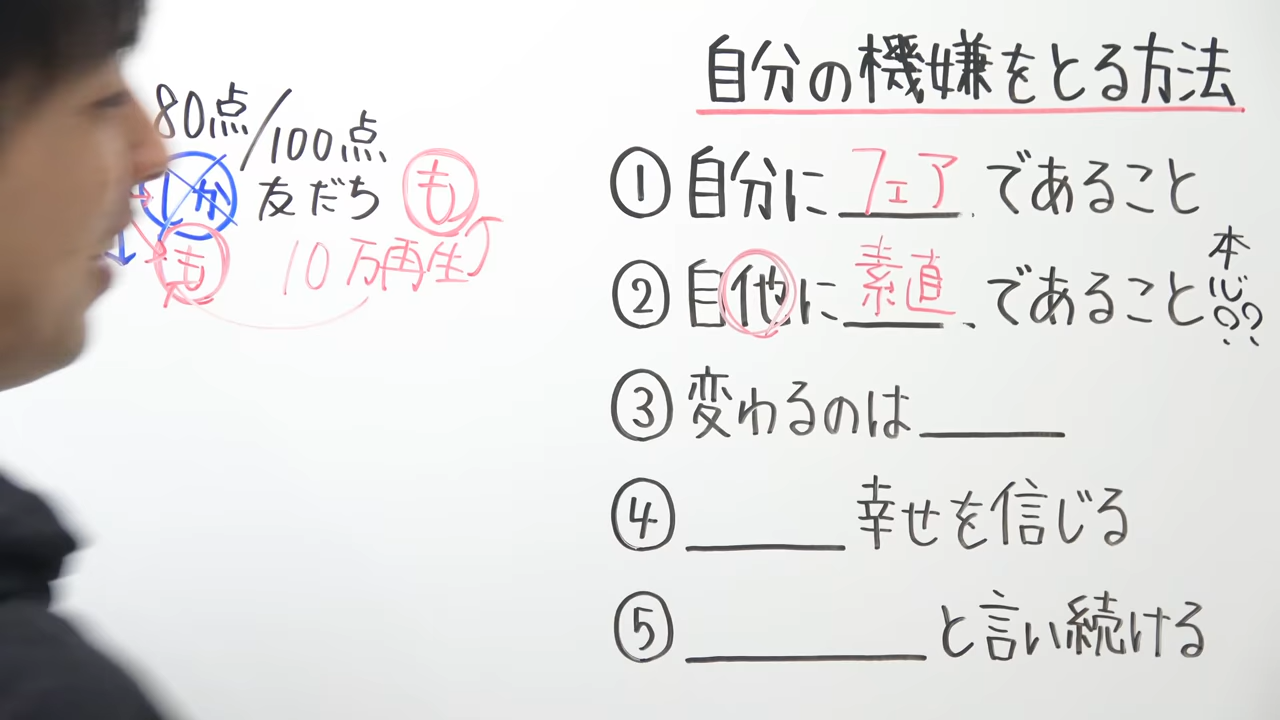 80点/100点
しか 友だち も
も 10万再生
自分の機嫌をとる方法
① 自分に フェア であること
② 自他に 素直 であること 本心??
③ 変わるのは
④ 幸せを信じる
⑤ と言い続ける